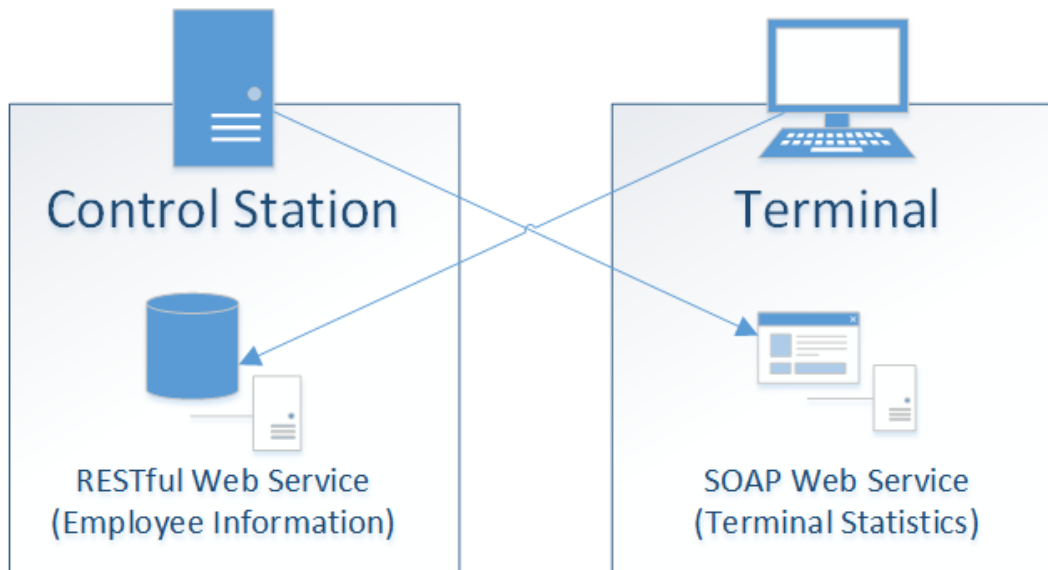 Control Station
RESTful Web Service
(Employee Information)
Terminal
SOAP Web Service
(Terminal Statistics)